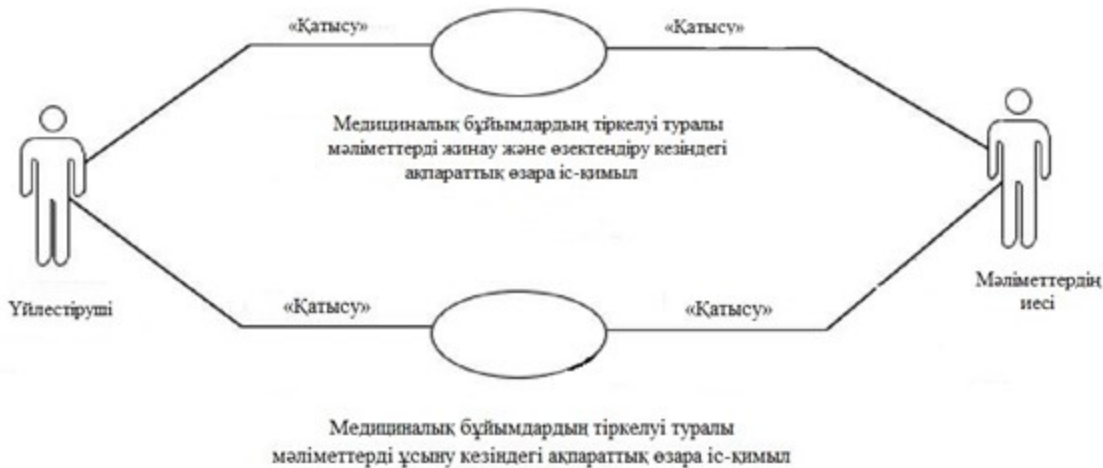 «Қатысу» «Қатысу»
Медициналық бұйымдардың тіркелуі туралы
мәліметтерді жинау және өзектендіру кезіндегі
ақпараттық өзара іс-қимыл
Үйлестіруші
Мәліметтердің
иесі
«Қатысу» «Қатысу»
Медициналық бұйымдардың тіркелуі туралы
мәліметтерді ұсыну кезіндегі ақпараттық өзара іс-қимыл